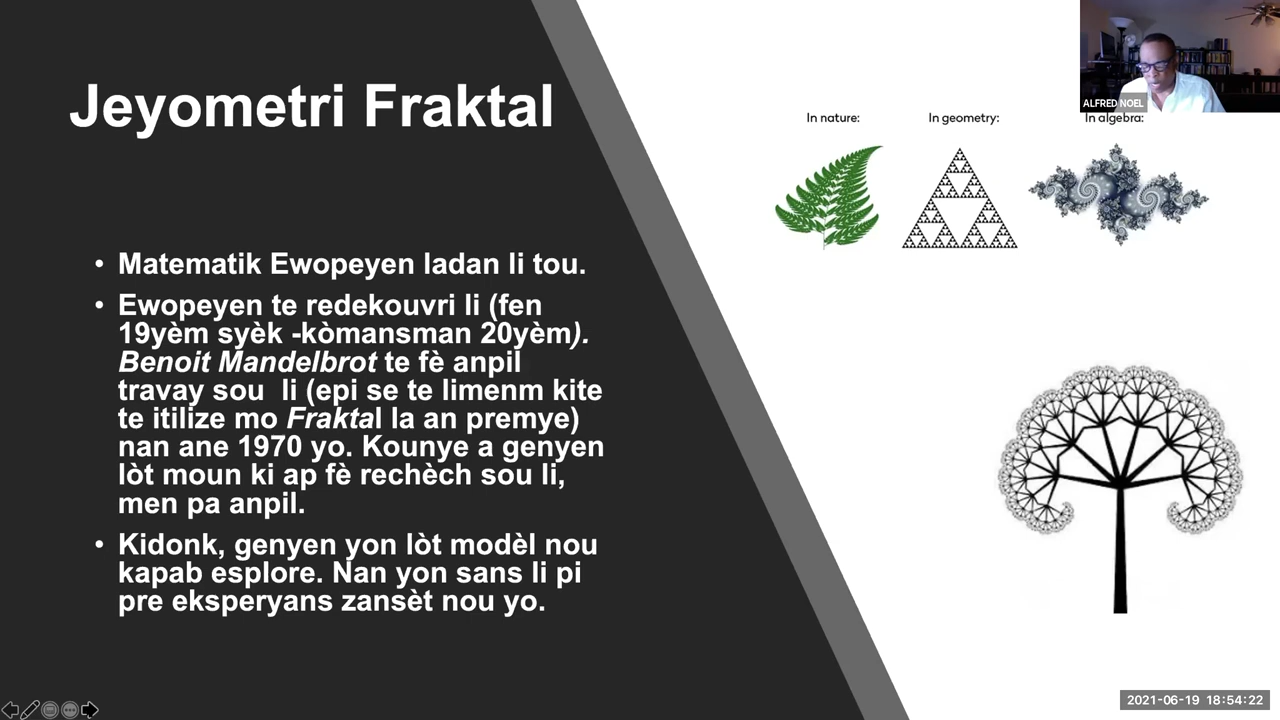 Jeyometri Fraktal
• Matematik Ewopeyen ladan li tou.
• Ewopeyen te redekouvri li (fen
19yèm syèk -kòmansman 20yèm).
Benoit Mandelbrot te fè anpil
travay sou  li (epi se te limenm kite
te itilize mo Fraktal la an premye)
nan ane 1970 yo. Kounye a genyen
lòt moun ki ap fè rechèch sou li,
men pa anpil.
• Kidonk, genyen yon lòt modèl nou
kapab esplore. Nan yon sans li pi
pre eksperyans zansèt nou yo.
ALFRED NOEL
In nature:
In geometry:
In algebra:
2021-06-19 18:54:22